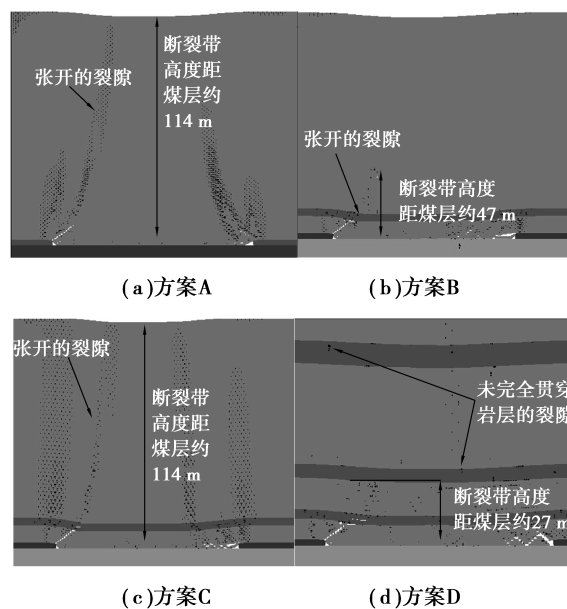 断裂带
高度距
煤层约
114 m
张开的裂隙
(a)方案A
张开的裂隙
断裂带高度
距煤层约47 m
(b)方案B
张开的裂隙
断裂带
高度距
煤层约
114 m
(c)方案C
未完全贯穿
岩层的裂隙
断裂带高度
距煤层约27 m
(d)方案D